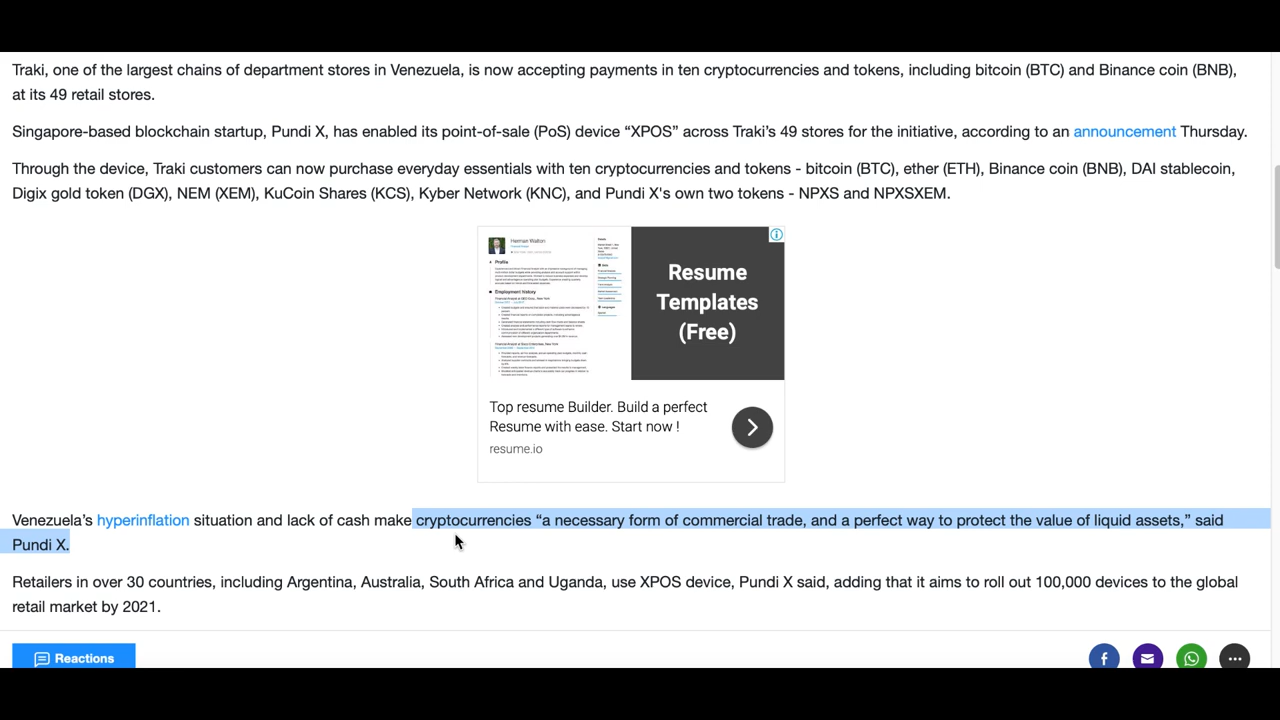 Traki, one of the largest chains of department stores in Venezuela, is now accepting payments in ten cryptocurrencies and tokens, including bitcoin (BTC) and Binance coin (BNB),
at its 49 retail stores.
Singapore-based blockchain startup, Pundi X, has enabled its point-of-sale (PoS) device “XPOS” across Traki’s 49 stores for the initiative, according to an announcement Thursday.
Through the device, Traki customers can now purchase everyday essentials with ten cryptocurrencies and tokens - bitcoin (BTC), ether (ETH), Binance coin (BNB), DAI stablecoin,
Digix gold token (DGX), NEM (XEM), KuCoin Shares (KCS), Kyber Network (KNC), and Pundi X's own two tokens - NPXS and NPXSXEM.
Profile
Employment History
Resume
Templates
(Free)
Top resume Builder. Build a perfect
Resume with ease. Start now !
resume.io
Venezuela’s hyperinflation situation and lack of cash make cryptocurrencies “a necessary form of commercial trade, and a perfect way to protect the value of liquid assets,” said
Pundi X.
Retailers in over 30 countries, including Argentina, Australia, South Africa and Uganda, use XPOS device, Pundi X said, adding that it aims to roll out 100,000 devices to the global
retail market by 2021.
Reactions